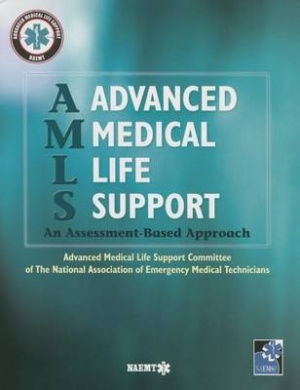 ADVANCED MEDICAL LIFE SUPPORT
NAEMT
A ADVANCED
M MEDICAL
L LIFE
S SUPPORT
An Assessment-Based Approach
Advanced Medical Life Support Committee
of The National Association of Emergency Medical Technicians
NAEMT
NAEMSP